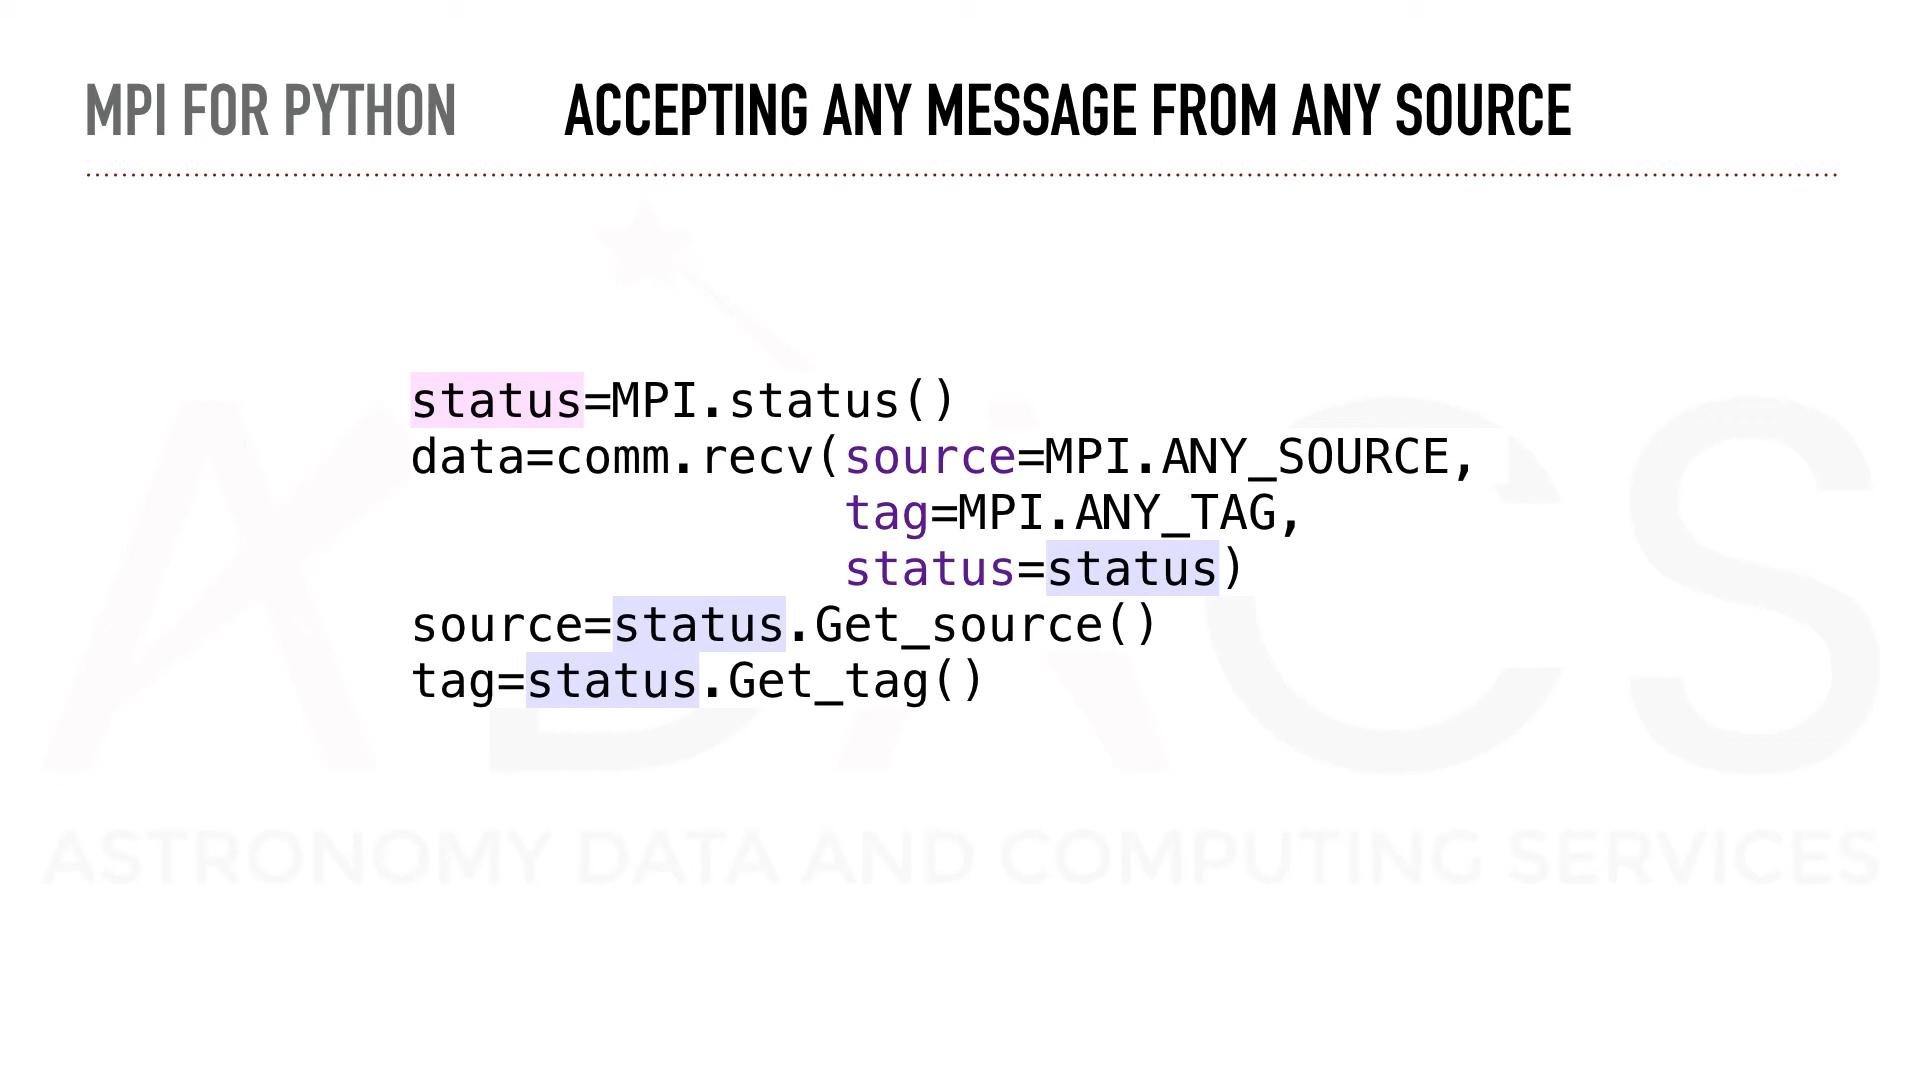 MPI FOR PYTHON ACCEPTING ANY MESSAGE FROM ANY SOURCE
status=MPI.status()
data=comm.recv(source=MPI.ANY_SOURCE,
tag=MPI.ANY_TAG,
status=status)
source=status.Get_source()
tag=status.Get_tag()
ADACS
ASTRONOMY DATA AND COMPUTING SERVICES